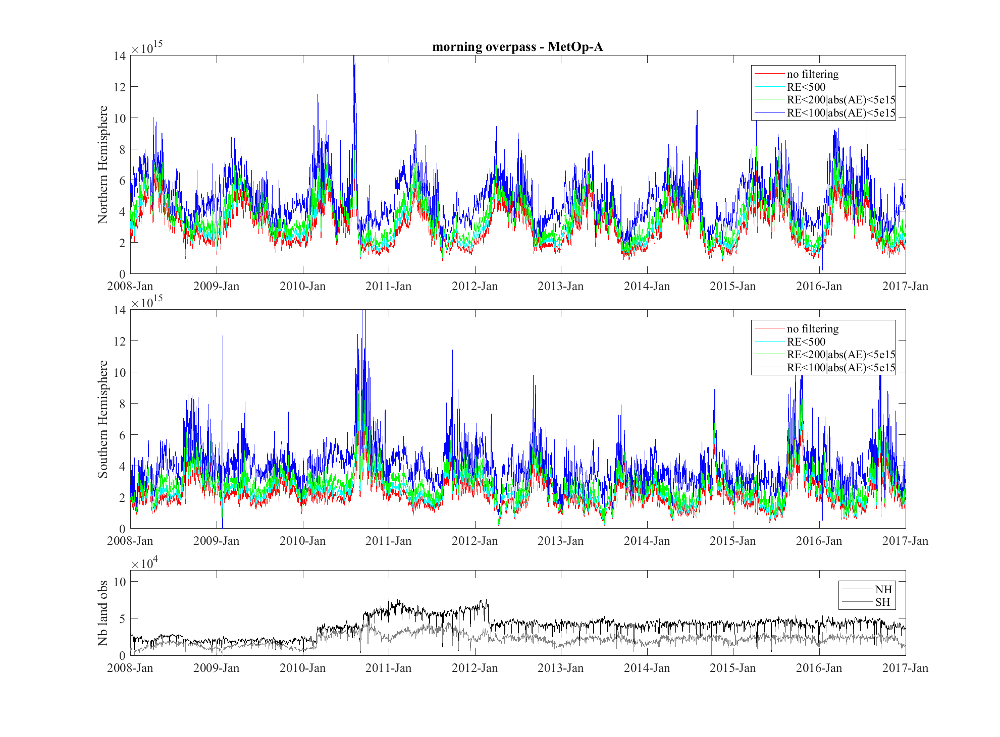 morning overpass - MetOp-A
×10^15
14
12
10
8
6
4
2
0
Northern Hemisphere
no filtering
RE<500
RE<200|abs(AE)<5e15
RE<100|abs(AE)<5e15
2008-Jan 2009-Jan 2010-Jan 2011-Jan 2012-Jan 2013-Jan 2014-Jan 2015-Jan 2016-Jan 2017-Jan
×10^15
14
12
10
8
6
4
2
0
Southern Hemisphere
no filtering
RE<500
RE<200|abs(AE)<5e15
RE<100|abs(AE)<5e15
2008-Jan 2009-Jan 2010-Jan 2011-Jan 2012-Jan 2013-Jan 2014-Jan 2015-Jan 2016-Jan 2017-Jan
×10^4
10
5
0
Nb land obs
NH
SH
2008-Jan 2009-Jan 2010-Jan 2011-Jan 2012-Jan 2013-Jan 2014-Jan 2015-Jan 2016-Jan 2017-Jan